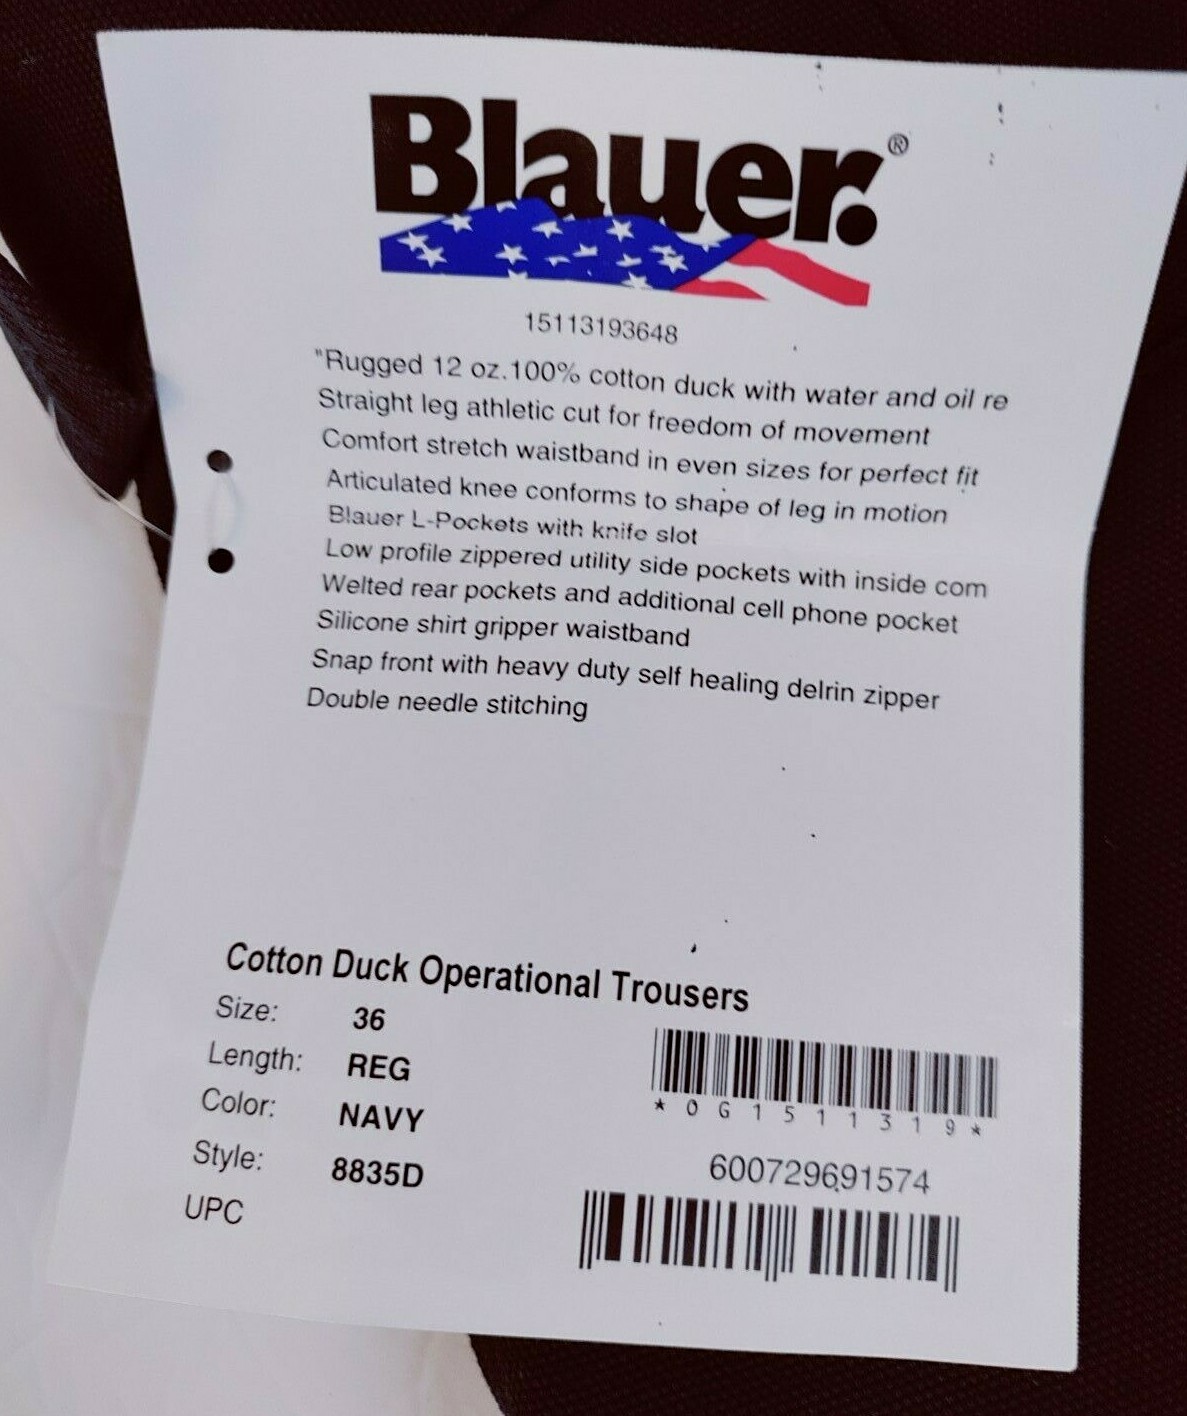 Blauer.®
15113193648
"Rugged 12 oz.100% cotton duck with water and oil re
Straight leg athletic cut for freedom of movement
Comfort stretch waistband in even sizes for perfect fit
Articulated knee conforms to shape of leg in motion
Blauer L-Pockets with knife slot
Low profile zippered utility side pockets with inside com
Welted rear pockets and additional cell phone pocket
Silicone shirt gripper waistband
Snap front with heavy duty self healing delrin zipper
Double needle stitching
Cotton Duck Operational Trousers
Size: 36
Length: REG
Color: NAVY
Style: 8835D
UPC
*0G1511319*
600729691574